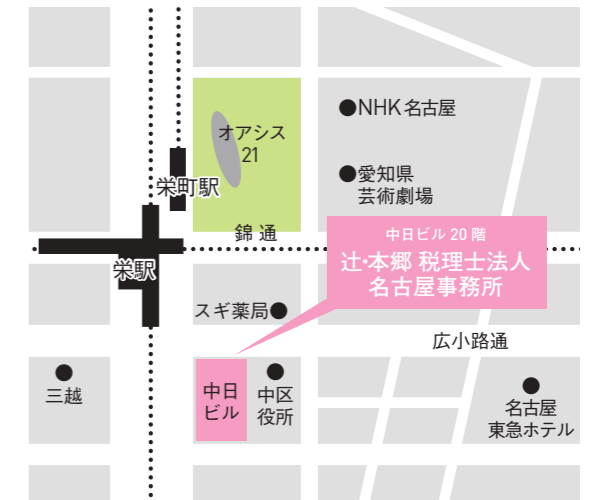 ●NHK名古屋
オアシス
21
●愛知県
芸術劇場
栄町駅
錦通
中日ビル 20 階
辻・本郷 税理士法人
名古屋事務所
栄駅
スギ薬局●
広小路通
三越
中日
ビル
中区
役所
名古屋
東急ホテル